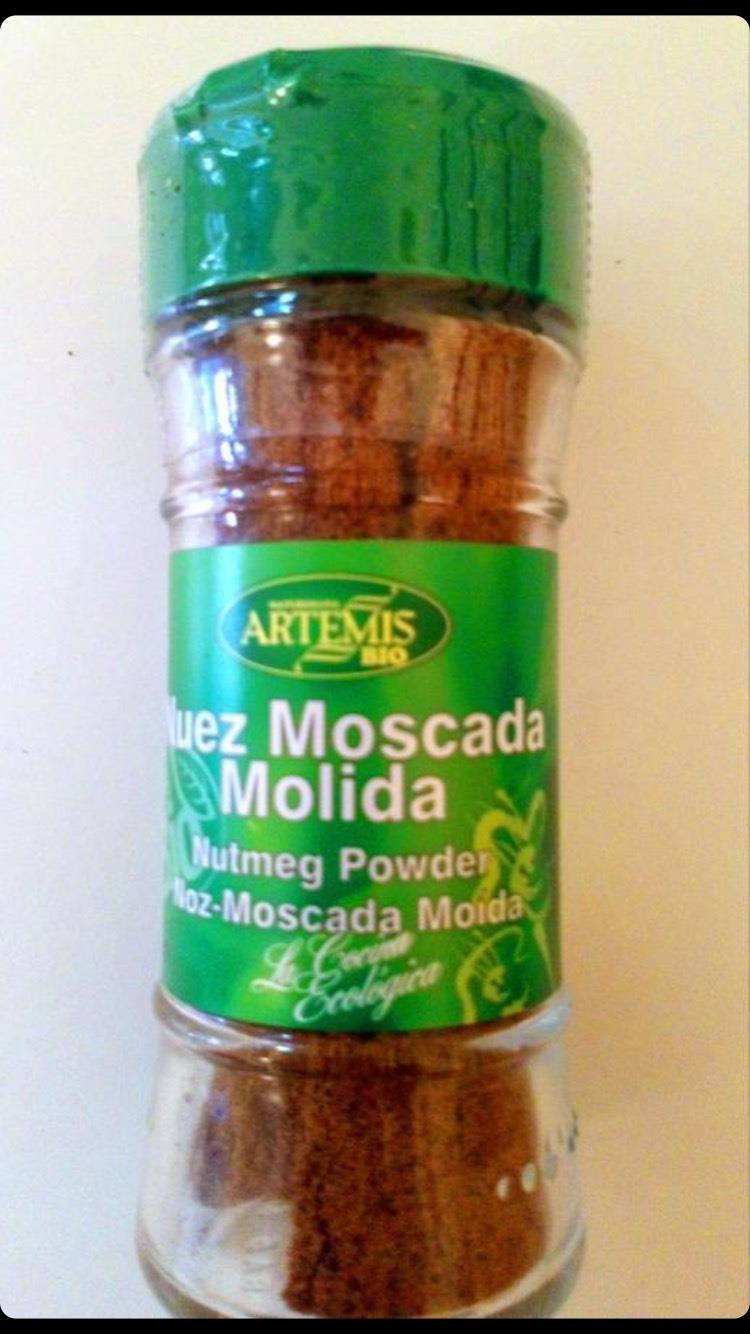 ARTEMIS
BIO
Nuez Moscada
Molida
Nutmeg Powder
Noz-Moscada Moida
La Cocina
Ecológica